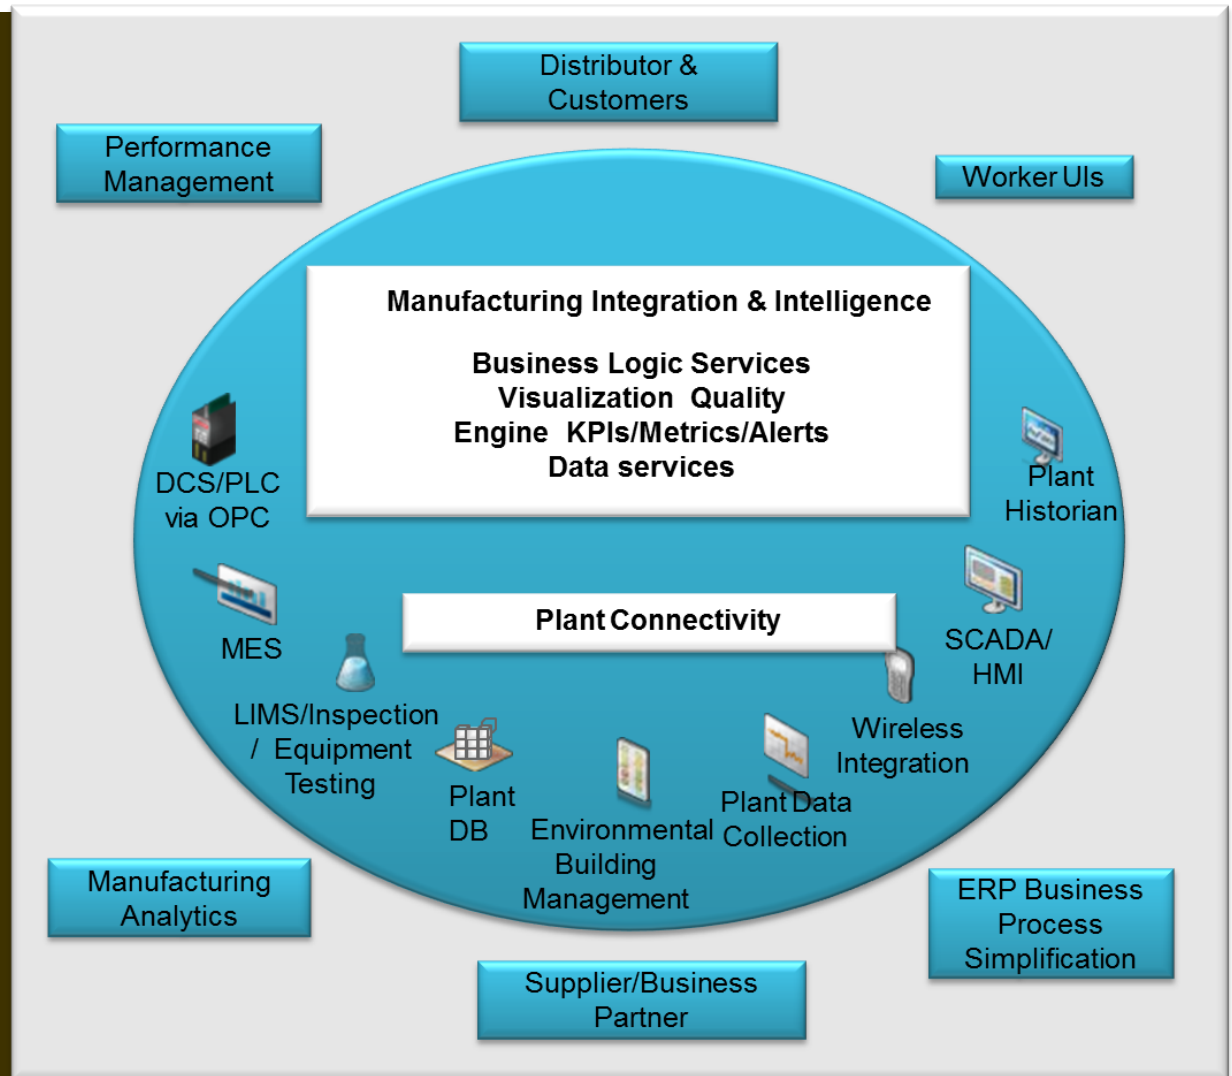 Distributor &
Customers
Performance
Management
Worker UIs
Manufacturing Integration & Intelligence
Business Logic Services
Visualization Quality
Engine KPIs/Metrics/Alerts
Data services
DCS/PLC
via OPC
Plant
Historian
MES
Plant Connectivity
SCADA/
HMI
LIMS/Inspection
/ Equipment
Testing
Plant
DB
Environmental
Building
Management
Plant Data
Collection
Wireless
Integration
Manufacturing
Analytics
Supplier/Business
Partner
ERP Business
Process
Simplification